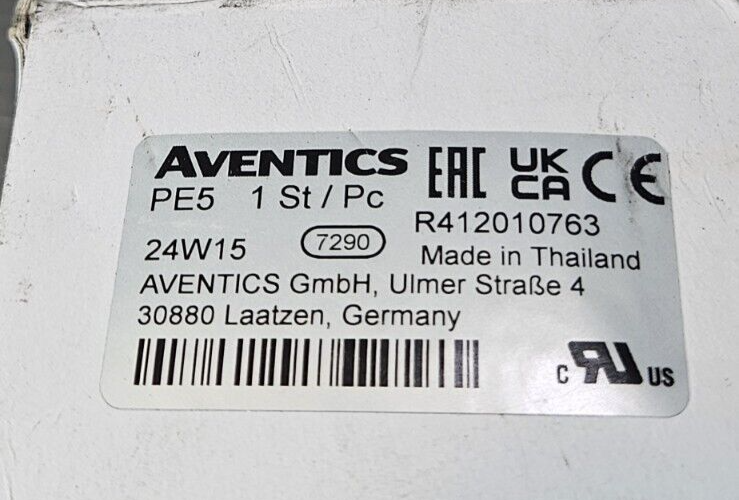 AVENTICS EAC UK CA CE
PE5 1 St / Pc R412010763
24W15 7290 Made in Thailand
AVENTICS GmbH, Ulmer Straße 4
30880 Laatzen, Germany
C RU US